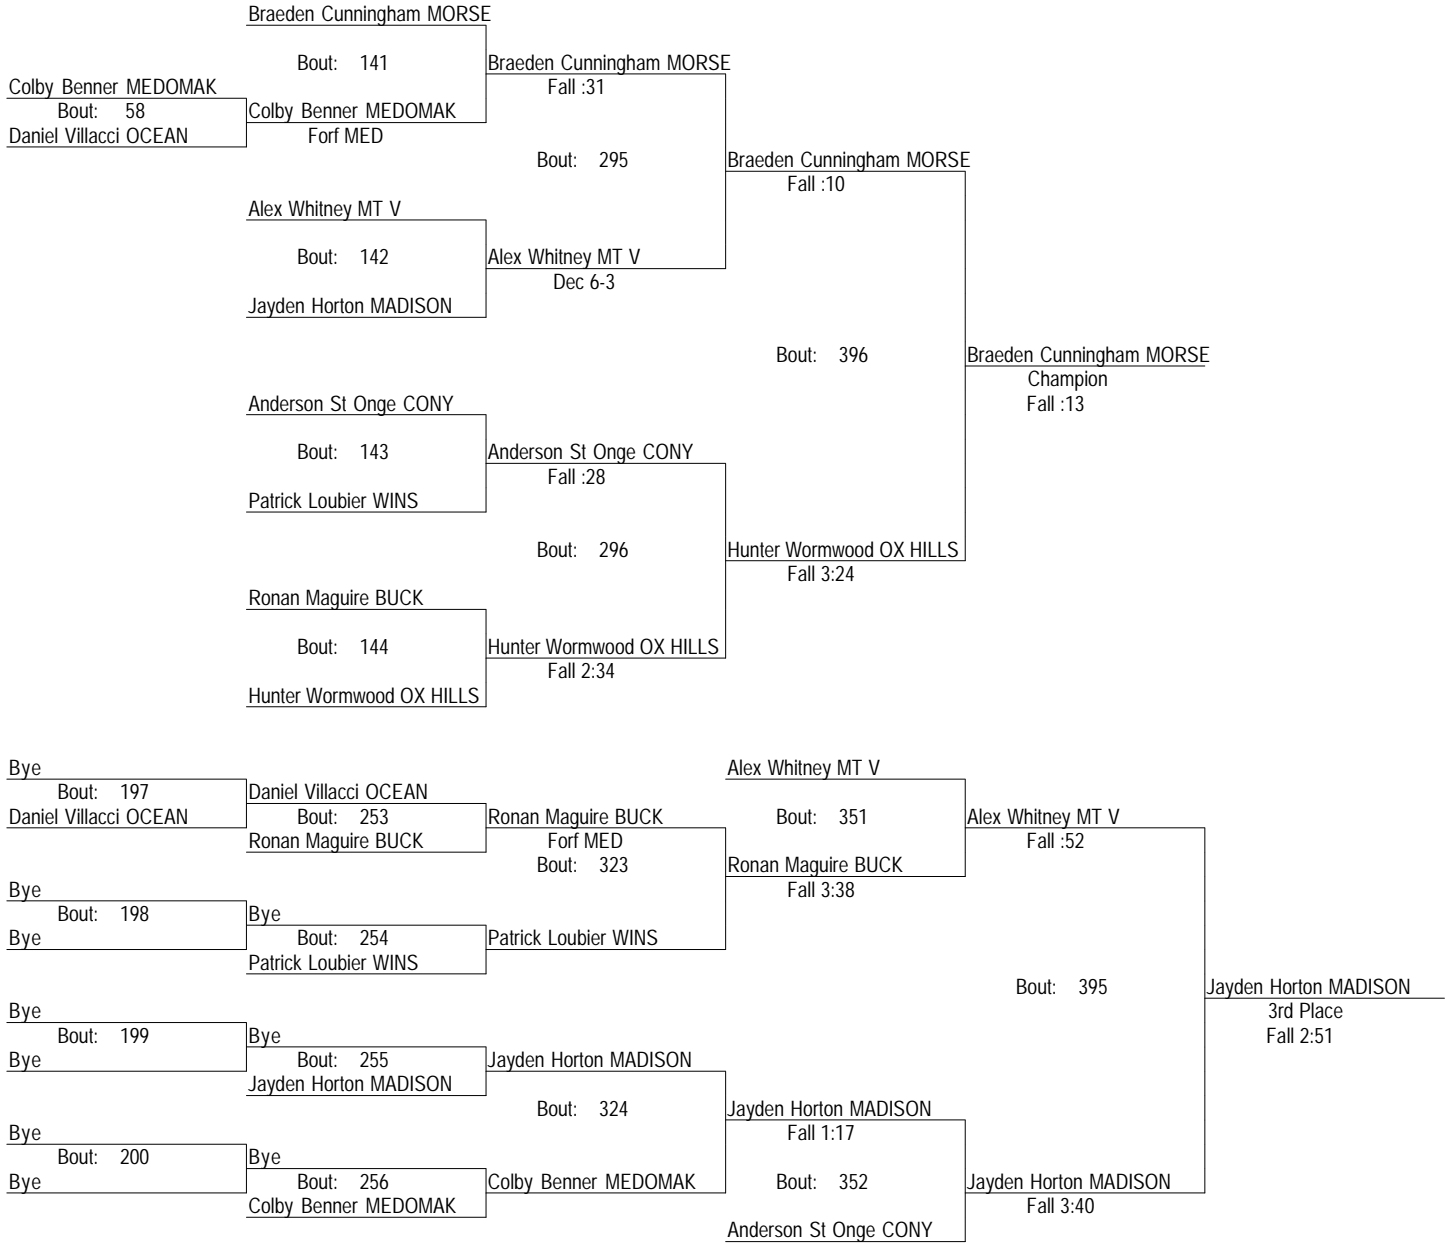 Braeden Cunningham MORSE
Bout: 141
Braeden Cunningham MORSE
Fall :31
Colby Benner MEDOMAK
Bout: 58
Daniel Villacci OCEAN
Colby Benner MEDOMAK
Forf MED
Bout: 295
Braeden Cunningham MORSE
Fall :10
Alex Whitney MT V
Bout: 142
Alex Whitney MT V
Dec 6-3
Jayden Horton MADISON
Bout: 396
Braeden Cunningham MORSE
Champion
Fall :13
Anderson St Onge CONY
Bout: 143
Anderson St Onge CONY
Fall :28
Patrick Loubier WINS
Bout: 296
Hunter Wormwood OX HILLS
Fall 3:24
Ronan Maguire BUCK
Bout: 144
Hunter Wormwood OX HILLS
Fall 2:34
Hunter Wormwood OX HILLS
Bye
Bout: 197
Daniel Villacci OCEAN
Daniel Villacci OCEAN
Bout: 253
Ronan Maguire BUCK
Ronan Maguire BUCK
Forf MED
Bout: 323
Alex Whitney MT V
Bout: 351
Ronan Maguire BUCK
Fall 3:38
Alex Whitney MT V
Fall :52
Bye
Bout: 198
Bye
Bye
Bout: 254
Patrick Loubier WINS
Patrick Loubier WINS
Bout: 395
Jayden Horton MADISON
3rd Place
Fall 2:51
Bye
Bout: 199
Bye
Bye
Bout: 255
Jayden Horton MADISON
Jayden Horton MADISON
Bout: 324
Jayden Horton MADISON
Fall 1:17
Bye
Bout: 200
Bye
Bye
Bout: 256
Colby Benner MEDOMAK
Colby Benner MEDOMAK
Bout: 352
Jayden Horton MADISON
Fall 3:40
Anderson St Onge CONY